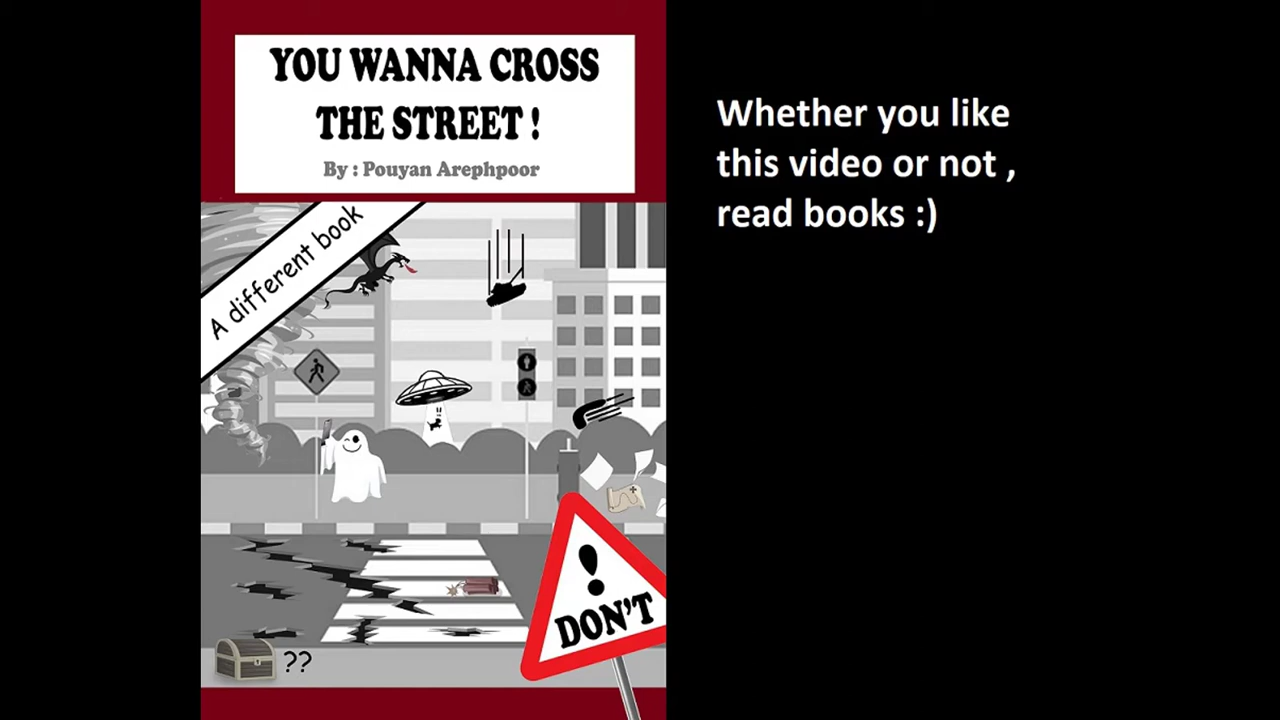 YOU WANNA CROSS
THE STREET !
By : Pouyan Arephpoor
A different book
DON'T
??
Whether you like
this video or not ,
read books :)